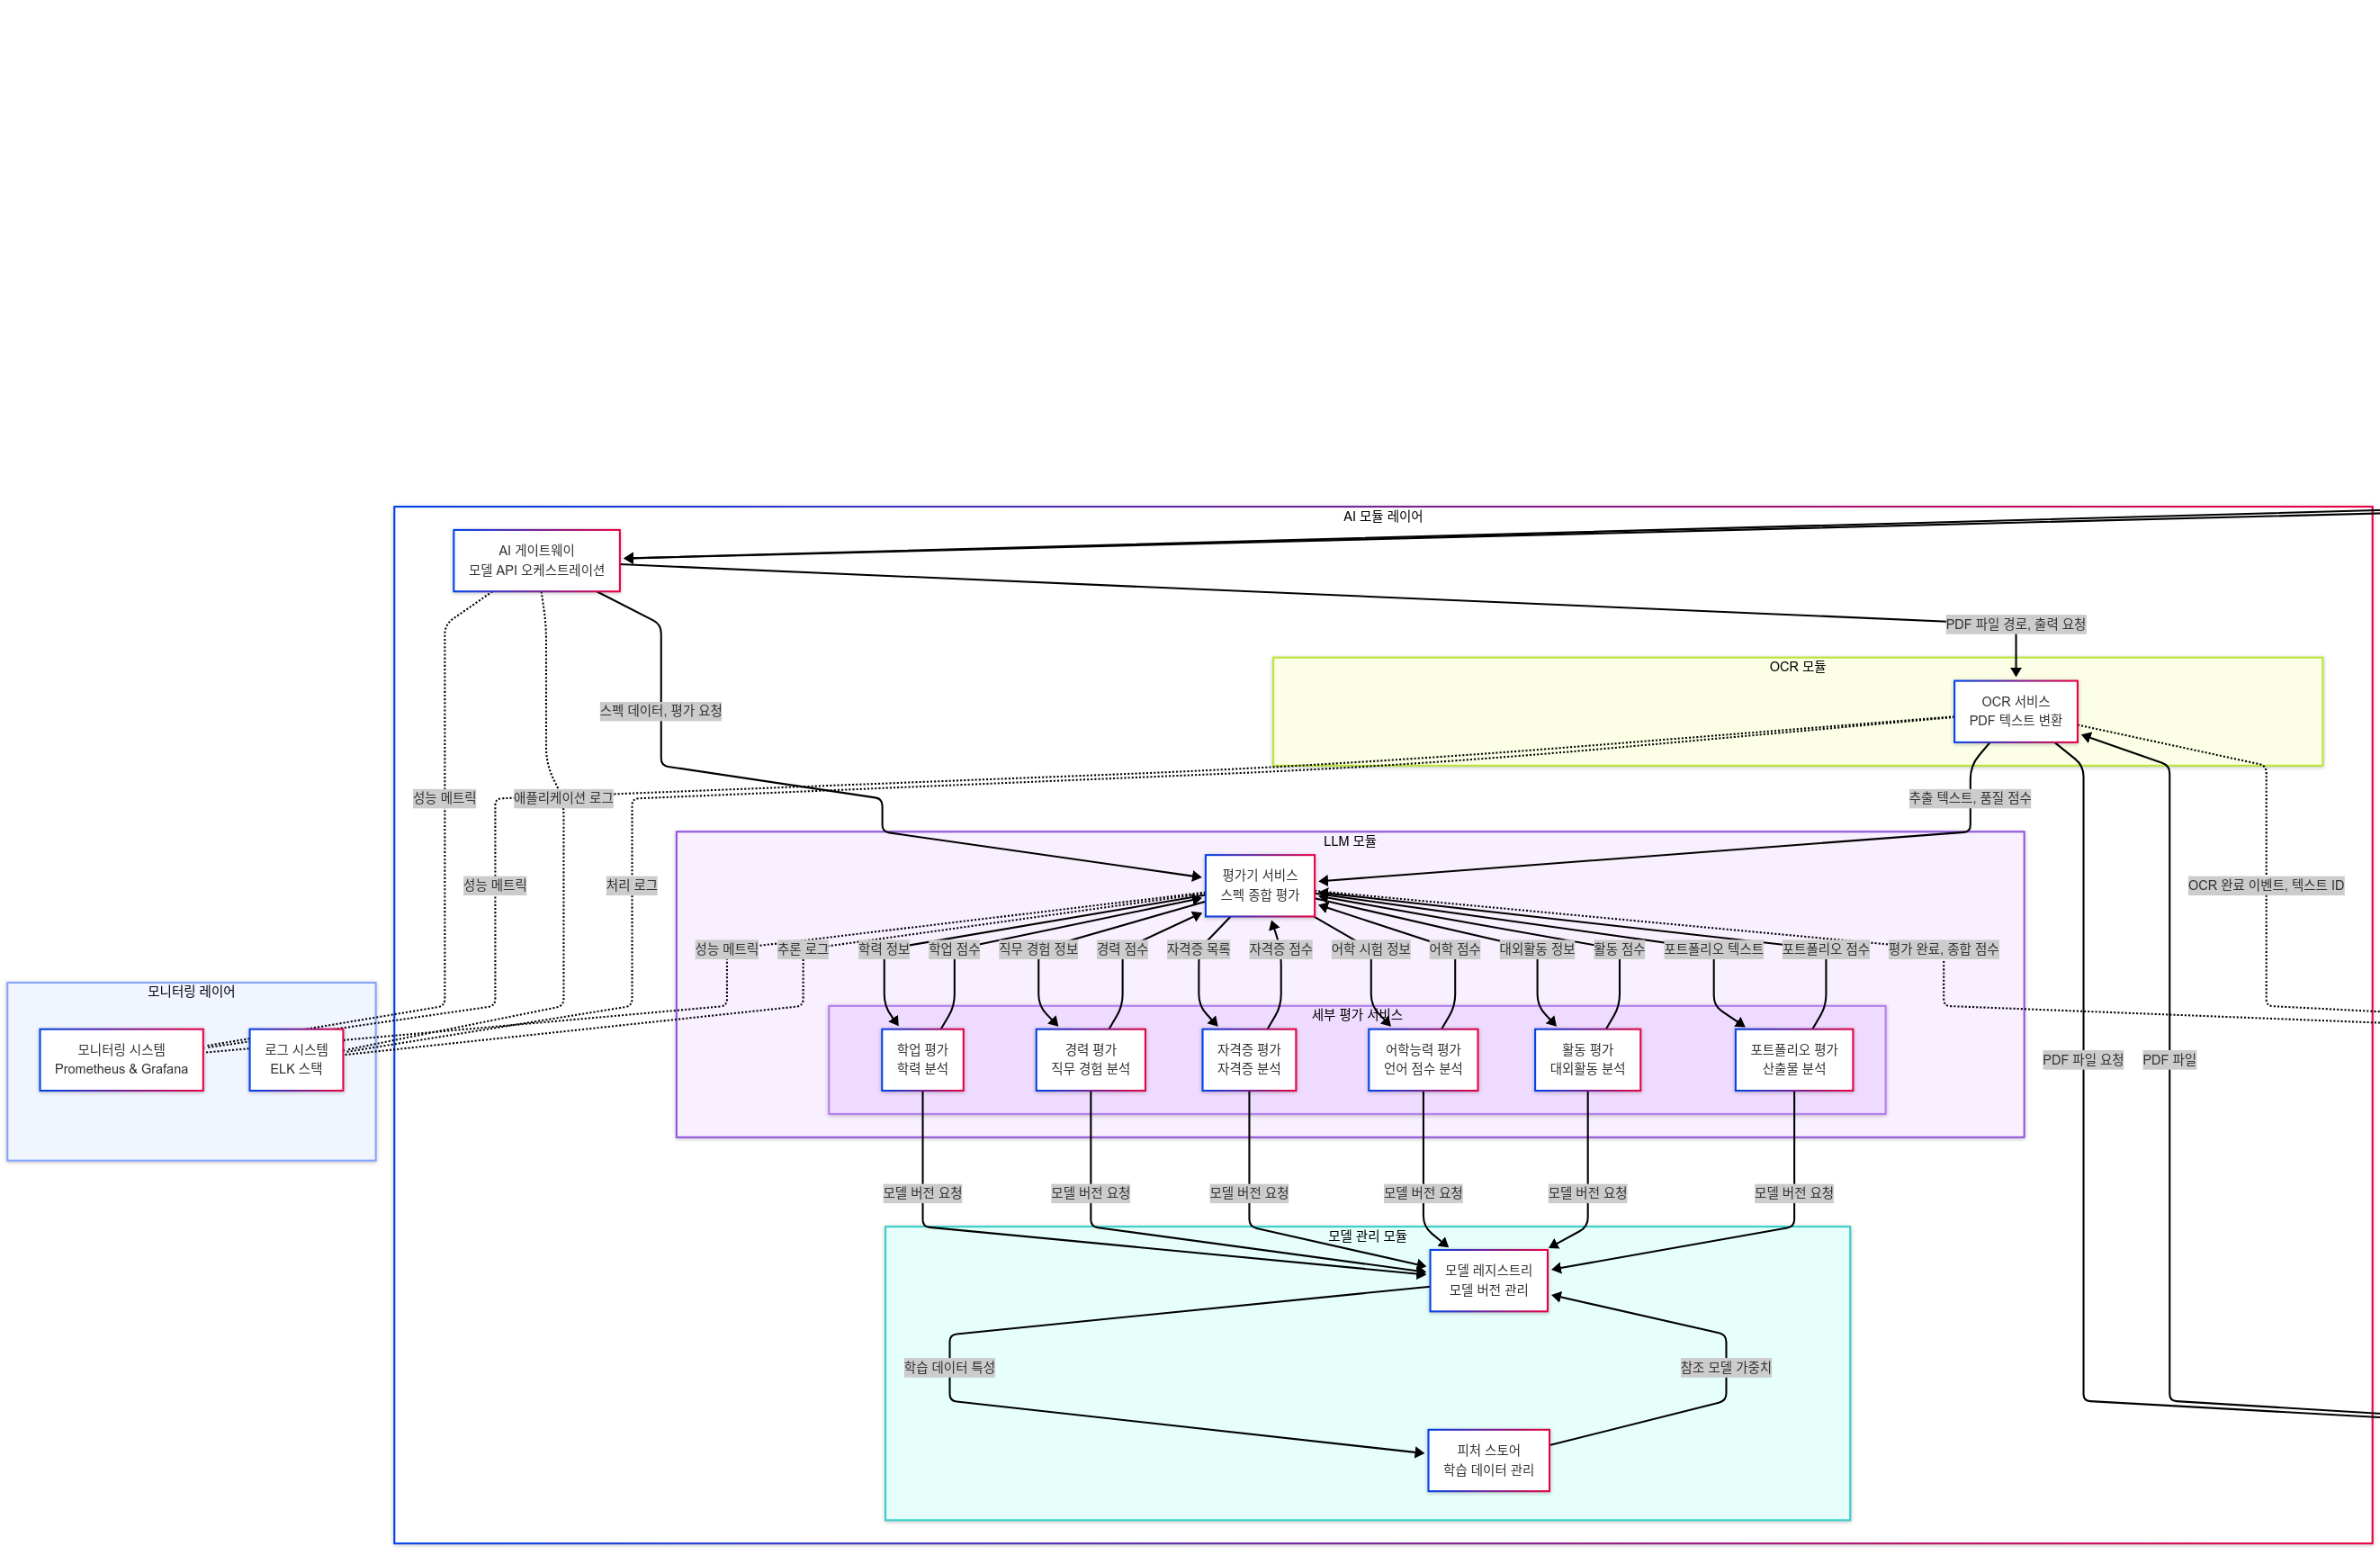 AI 모듈 레이어
AI 게이트웨이
모델 API 오케스트레이션
PDF 파일 경로, 출력 요청
OCR 모듈
OCR 서비스
PDF 텍스트 변환
스펙 데이터, 평가 요청
성능 메트릭
애플리케이션 로그
추출 텍스트, 품질 점수
LLM 모듈
평가기 서비스
스펙 종합 평가
성능 메트릭
처리 로그
OCR 완료 이벤트, 텍스트 ID
성능 메트릭
추론 로그
학력 정보
학업 점수
직무 경험 정보
경력 점수
자격증 목록
자격증 점수
어학 시험 정보
어학 점수
대외활동 정보
활동 점수
포트폴리오 텍스트
포트폴리오 점수
평가 완료, 종합 점수
모니터링 레이어
모니터링 시스템
Prometheus & Grafana
로그 시스템
ELK 스택
세부 평가 서비스
학업 평가
학력 분석
경력 평가
직무 경험 분석
자격증 평가
자격증 분석
어학능력 평가
언어 점수 분석
활동 평가
대외활동 분석
포트폴리오 평가
산출물 분석
PDF 파일 요청
PDF 파일
모델 버전 요청
모델 버전 요청
모델 버전 요청
모델 버전 요청
모델 버전 요청
모델 버전 요청
모델 관리 모듈
모델 레지스트리
모델 버전 관리
학습 데이터 특성
참조 모델 가중치
피처 스토어
학습 데이터 관리